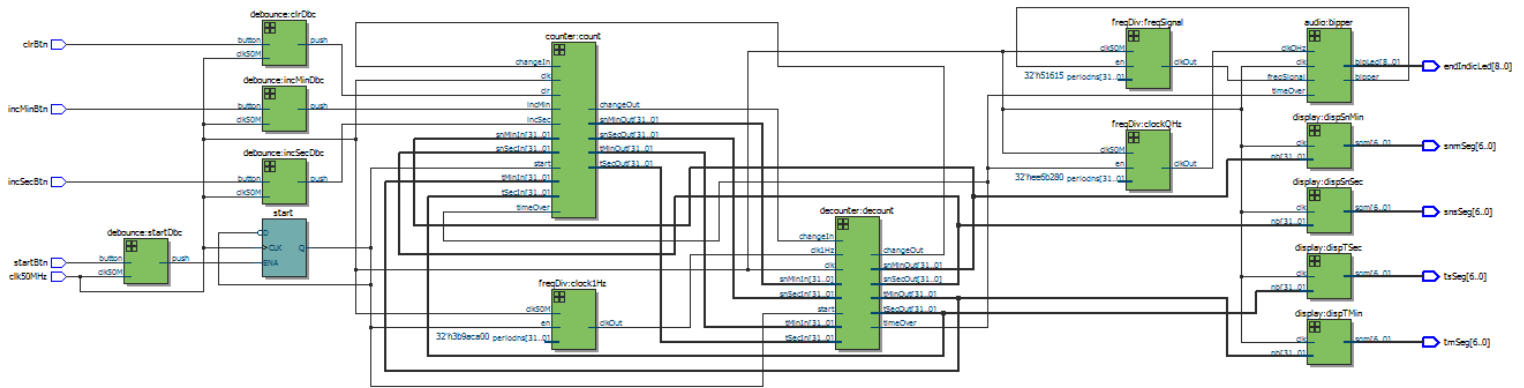 debounce:clrDbc
clrBtn
button
push
clk50M
debounce:incMinDbc
incMinBtn
button
push
clk50M
debounce:incSecDbc
incSecBtn
button
push
clk50M
start
D
CLK
ENA
Q
debounce:startDbc
startBtn
button
push
clk50MHz
clk50M
counter:count
changeIn
clk
clr
incMin
incSec
snMinIn[31..0]
snSecIn[31..0]
start
tMinIn[31..0]
tSecIn[31..0]
timeOver
changeOut
snMinOut[31..0]
snSecOut[31..0]
tMinOut[31..0]
tSecOut[31..0]
freqDiv:clock1Hz
clk50M
en
32'h3b9aca00 periodns[31..0]
clkOut
decounter:decount
changeIn
clk1Hz
clk
snMinIn[31..0]
snSecIn[31..0]
start
tMinIn[31..0]
tSecIn[31..0]
changeOut
snMinOut[31..0]
snSecOut[31..0]
tMinOut[31..0]
tSecOut[31..0]
timeOver
freqDiv:freqSignal
clk50M
en
32'h51615 periodns[31..0]
clkOut
freqDiv:clockQHz
clk50M
en
32'hee6b280 periodns[31..0]
clkOut
audio:bipper
clkQHz
clk
freqSignal
timeOver
bipLed[8..0]
bipper
endIndicLed[8..0]
display:dispSnMin
clk
nb[31..0]
segm[6..0]
snmSeg[6..0]
display:dispSnSec
clk
nb[31..0]
segm[6..0]
snsSeg[6..0]
display:dispTSec
clk
nb[31..0]
segm[6..0]
tsSeg[6..0]
display:dispTMin
clk
nb[31..0]
segm[6..0]
tmSeg[6..0]